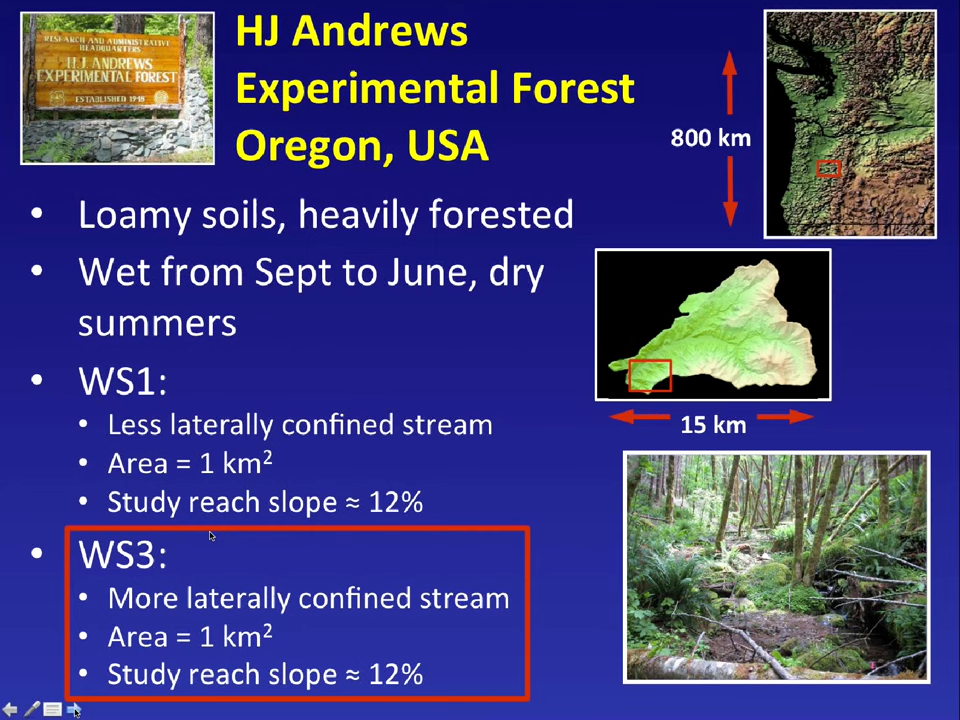 RESEARCH AND ADMINISTRATIVE
HEADQUARTERS
H.J. ANDREWS
EXPERIMENTAL FOREST
ESTABLISHED 1948
HJ Andrews
Experimental Forest
Oregon, USA
800 km
• Loamy soils, heavily forested
• Wet from Sept to June, dry
summers
• WS1:
• Less laterally confined stream
• Area = 1 km²
• Study reach slope ≈ 12%
• WS3:
• More laterally confined stream
• Area = 1 km²
• Study reach slope ≈ 12%
15 km